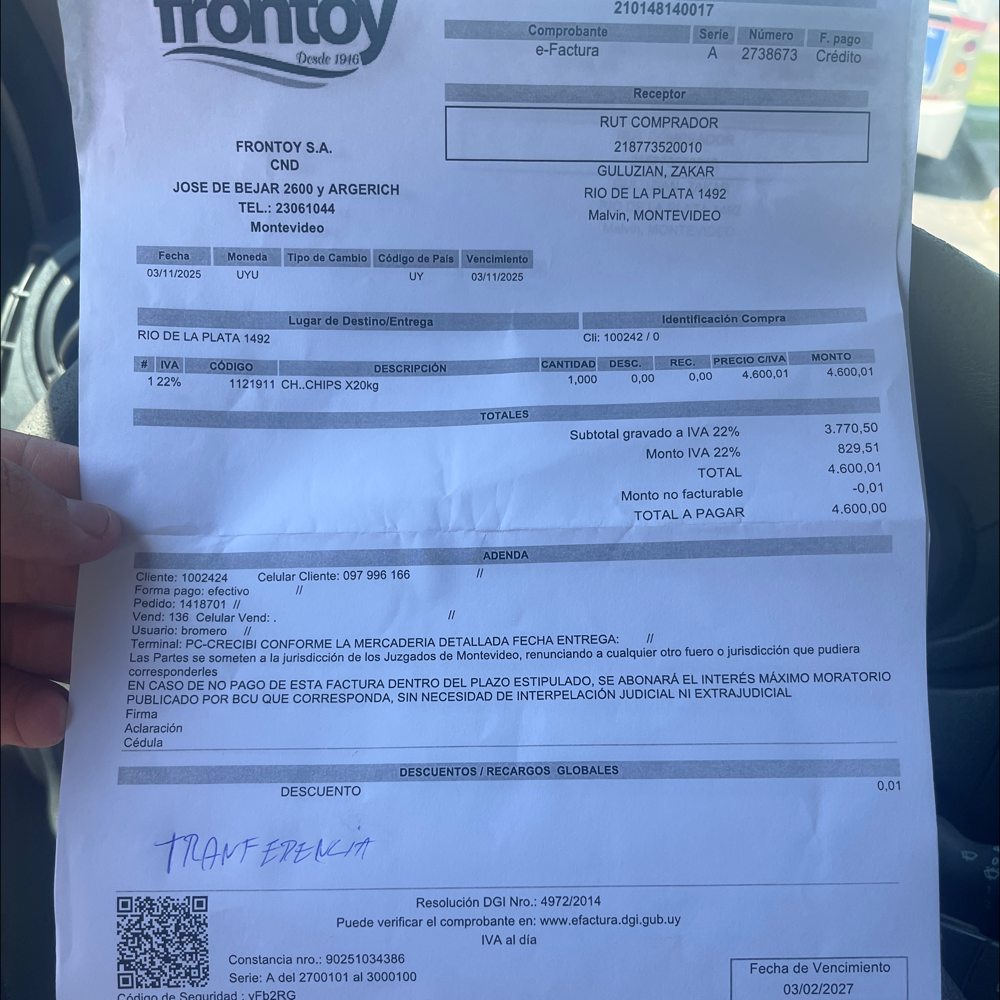 frontoy
Desde 1916
210148140017
Comprobante Serie Número F. pago
e-Factura A 2738673 Crédito
Receptor
RUT COMPRADOR
218773520010
GULUZIAN, ZAKAR
RIO DE LA PLATA 1492
Malvin, MONTEVIDEO
FRONTOY S.A.
CND
JOSE DE BEJAR 2600 y ARGERICH
TEL.: 23061044
Montevideo
Fecha Moneda Tipo de Cambio Código de País Vencimiento
03/11/2025 UYU UY 03/11/2025
Lugar de Destino/Entrega Identificación Compra
RIO DE LA PLATA 1492 Cli: 100242 / 0
# IVA CÓDIGO DESCRIPCIÓN CANTIDAD DESC. REC. PRECIO C/IVA MONTO
1 22% 1121911 CH..CHIPS X20kg 1,000 0,00 0,00 4.600,01 4.600,01
TOTALES
Subtotal gravado a IVA 22% 3.770,50
Monto IVA 22% 829,51
TOTAL 4.600,01
Monto no facturable -0,01
TOTAL A PAGAR 4.600,00
ADENDA
Cliente: 1002424 Celular Cliente: 097 996 166 //
Forma pago: efectivo //
Pedido: 1418701 //
Vend: 136 Celular Vend: . //
Usuario: bromero //
Terminal: PC-CRECIBI CONFORME LA MERCADERIA DETALLADA FECHA ENTREGA: //
Las Partes se someten a la jurisdicción de los Juzgados de Montevideo, renunciando a cualquier otro fuero o jurisdicción que pudiera
corresponderles
EN CASO DE NO PAGO DE ESTA FACTURA DENTRO DEL PLAZO ESTIPULADO, SE ABONARÁ EL INTERÉS MÁXIMO MORATORIO
PUBLICADO POR BCU QUE CORRESPONDA, SIN NECESIDAD DE INTERPELACIÓN JUDICIAL NI EXTRAJUDICIAL
Firma
Aclaración
Cédula
DESCUENTOS / RECARGOS GLOBALES
DESCUENTO 0,01
TRANFERENCIA
Resolución DGI Nro.: 4972/2014
Puede verificar el comprobante en: www.efactura.dgi.gub.uy
IVA al día
Constancia nro.: 90251034386
Serie: A del 2700101 al 3000100
Código de Seguridad : vFb2RG
Fecha de Vencimiento
03/02/2027